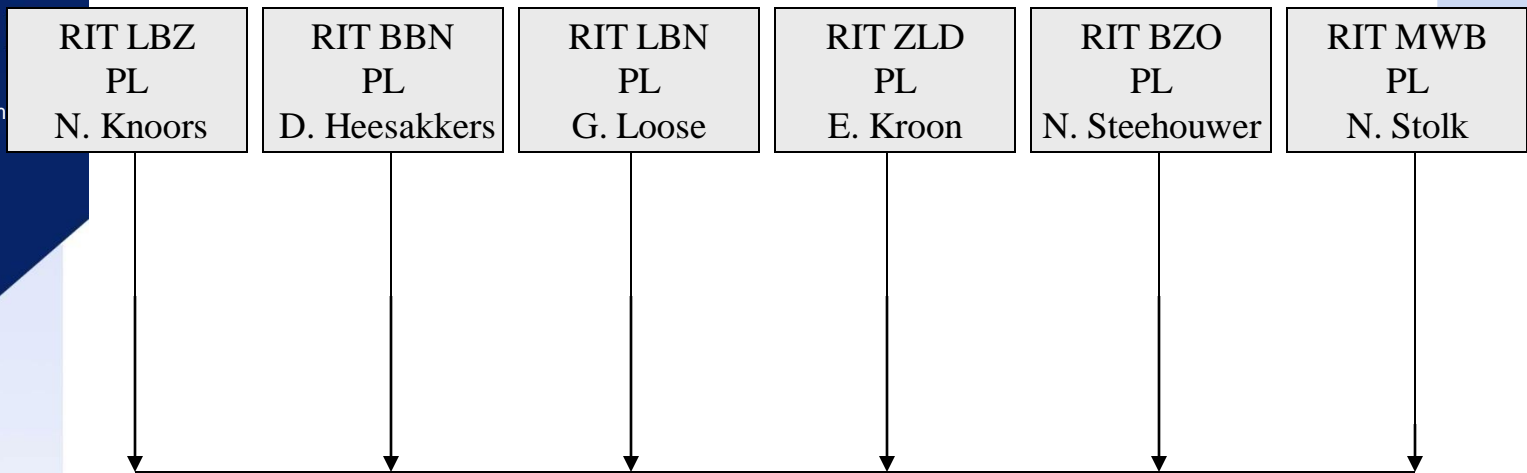 RIT LBZ
PL
N. Knoors
RIT BBN
PL
D. Heesakkers
RIT LBN
PL
G. Loose
RIT ZLD
PL
E. Kroon
RIT BZO
PL
N. Steehouwer
RIT MWB
PL
N. Stolk